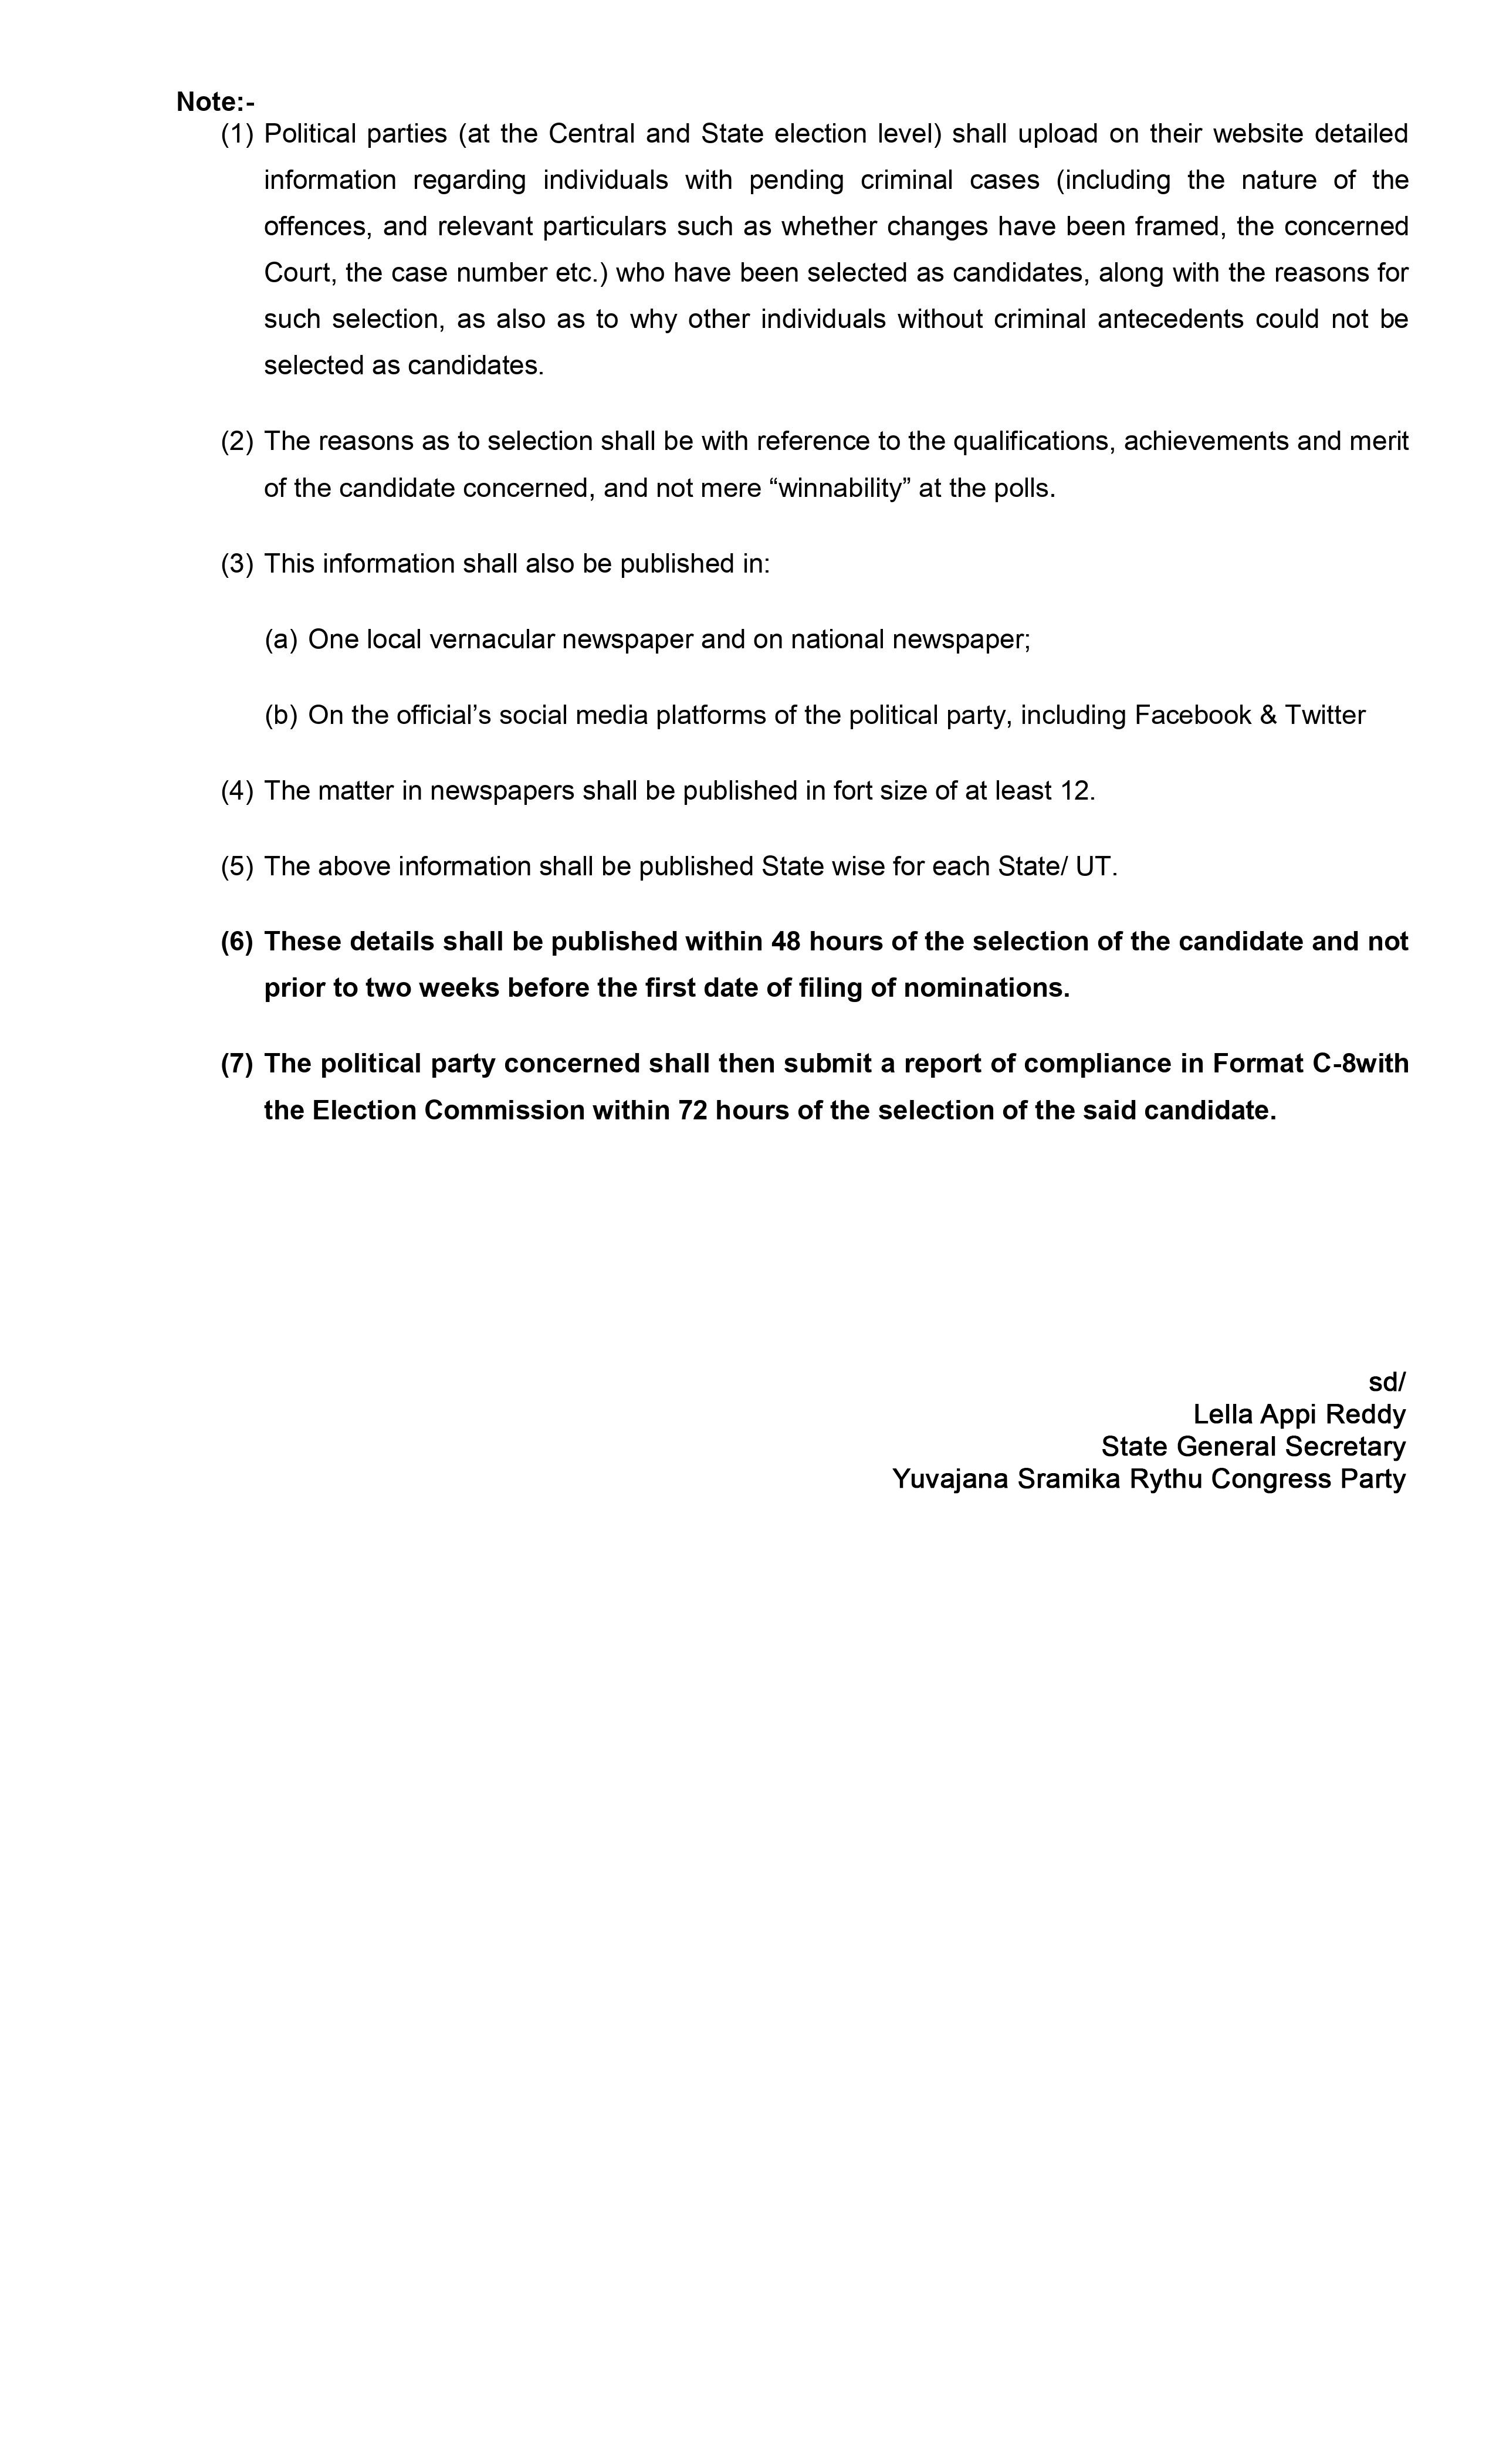 Note:-
(1) Political parties (at the Central and State election level) shall upload on their website detailed
information regarding individuals with pending criminal cases (including the nature of the
offences, and relevant particulars such as whether changes have been framed, the concerned
Court, the case number etc.) who have been selected as candidates, along with the reasons for
such selection, as also as to why other individuals without criminal antecedents could not be
selected as candidates.
(2) The reasons as to selection shall be with reference to the qualifications, achievements and merit
of the candidate concerned, and not mere “winnability” at the polls.
(3) This information shall also be published in:
(a) One local vernacular newspaper and on national newspaper;
(b) On the official’s social media platforms of the political party, including Facebook & Twitter
(4) The matter in newspapers shall be published in fort size of at least 12.
(5) The above information shall be published State wise for each State/ UT.
(6) These details shall be published within 48 hours of the selection of the candidate and not
prior to two weeks before the first date of filing of nominations.
(7) The political party concerned shall then submit a report of compliance in Format C-8with
the Election Commission within 72 hours of the selection of the said candidate.
sd/
Lella Appi Reddy
State General Secretary
Yuvajana Sramika Rythu Congress Party